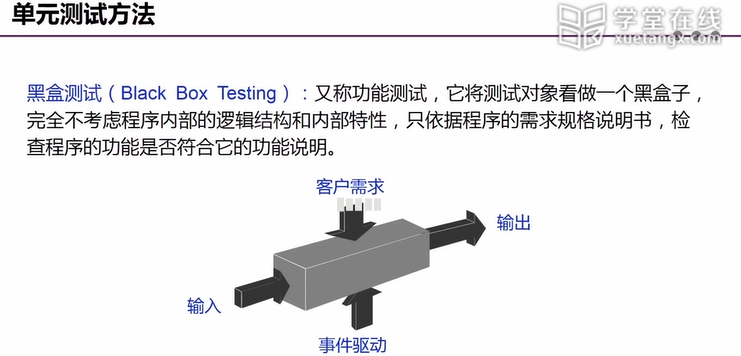 单元测试方法
学堂在线
xuetangx.com
黑盒测试（Black Box Testing）：又称功能测试，它将测试对象看做一个黑盒子，
完全不考虑程序内部的逻辑结构和内部特性，只依据程序的需求规格说明书，检
查程序的功能是否符合它的功能说明。
客户需求
输出
输入
事件驱动